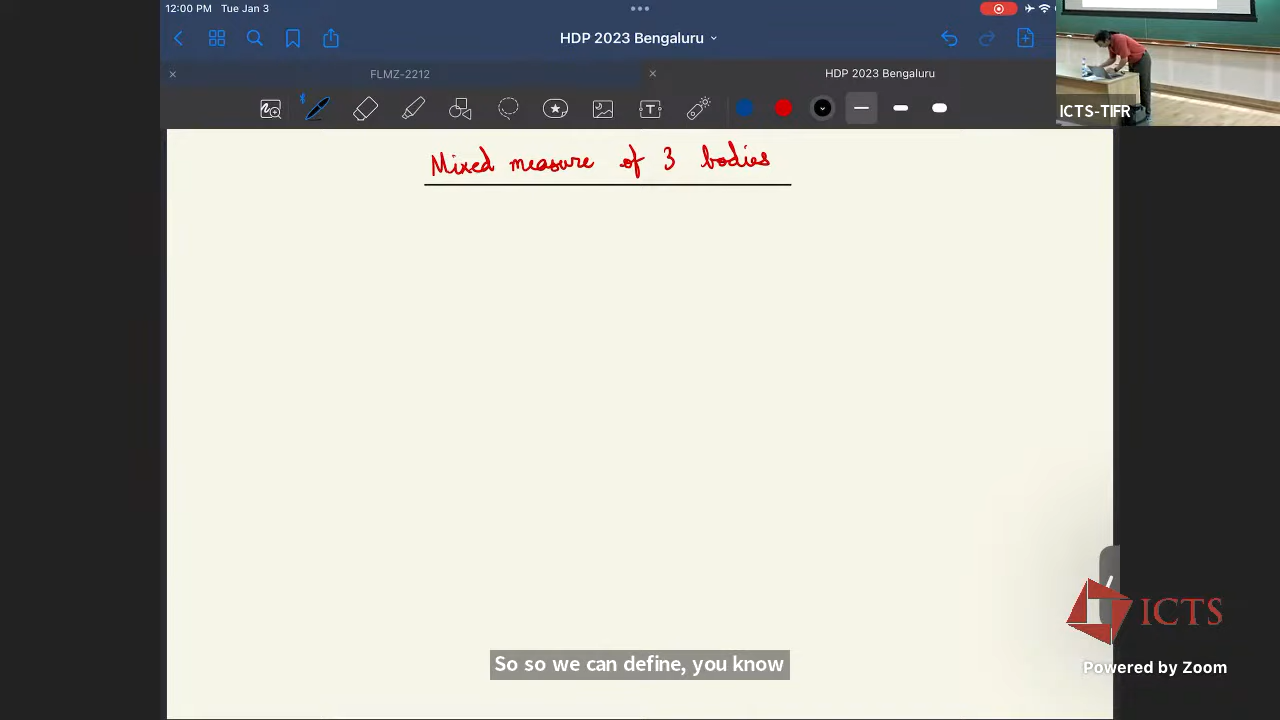 12:00 PM Tue Jan 3
HDP 2023 Bengaluru
FLMZ-2212
HDP 2023 Bengaluru
ICTS-TIFR
Mixed measure of 3 bodies
ICTS
So so we can define, you know
Powered by Zoom